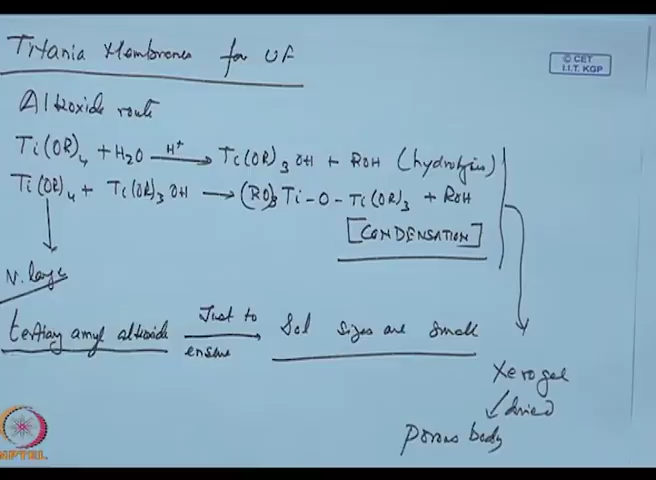 Titania Membranes for UF
© CET
I.I.T. KGP
Alkoxide route
Ti(OR)4 + H2O —H+→ Ti(OR)3 OH + ROH (hydrolysis)
Ti(OR)4 + Ti(OR)3 OH → (RO)3 Ti-O-Ti(OR)3 + ROH
[CONDENSATION]
V. large
tertiary amyl alkoxide Just to ensure → Sol sizes are small
Xerogel
dried
Porous body
NPTEL